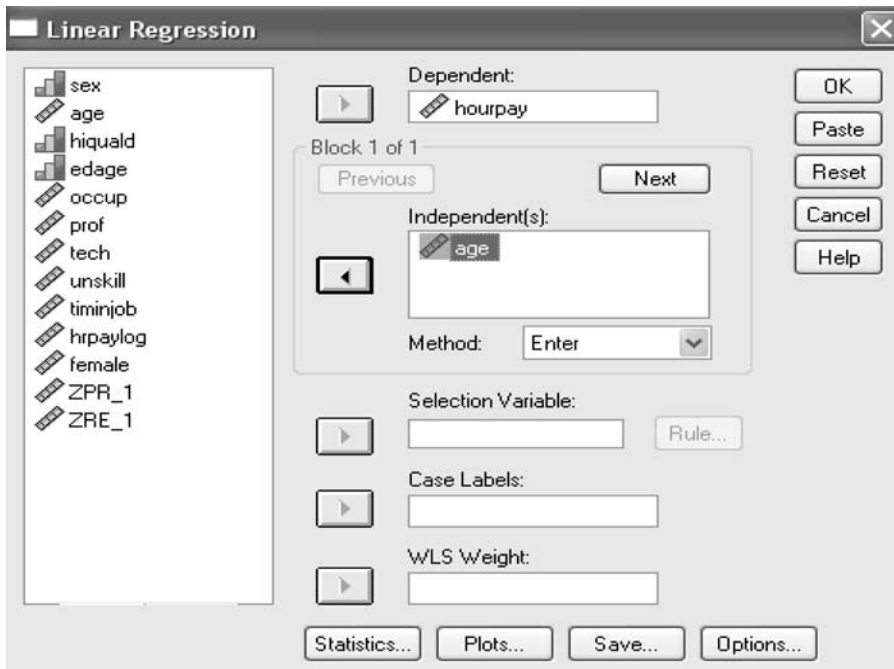 Linear Regression
sex
age
hiquald
edage
occup
prof
tech
unskill
timinjob
hrpaylog
female
ZPR_1
ZRE_1
Dependent:
hourpay
Block 1 of 1
Previous
Next
Independent(s):
age
Method:
Enter
Selection Variable:
Rule...
Case Labels:
WLS Weight:
Statistics...
Plots...
Save...
Options...
OK
Paste
Reset
Cancel
Help